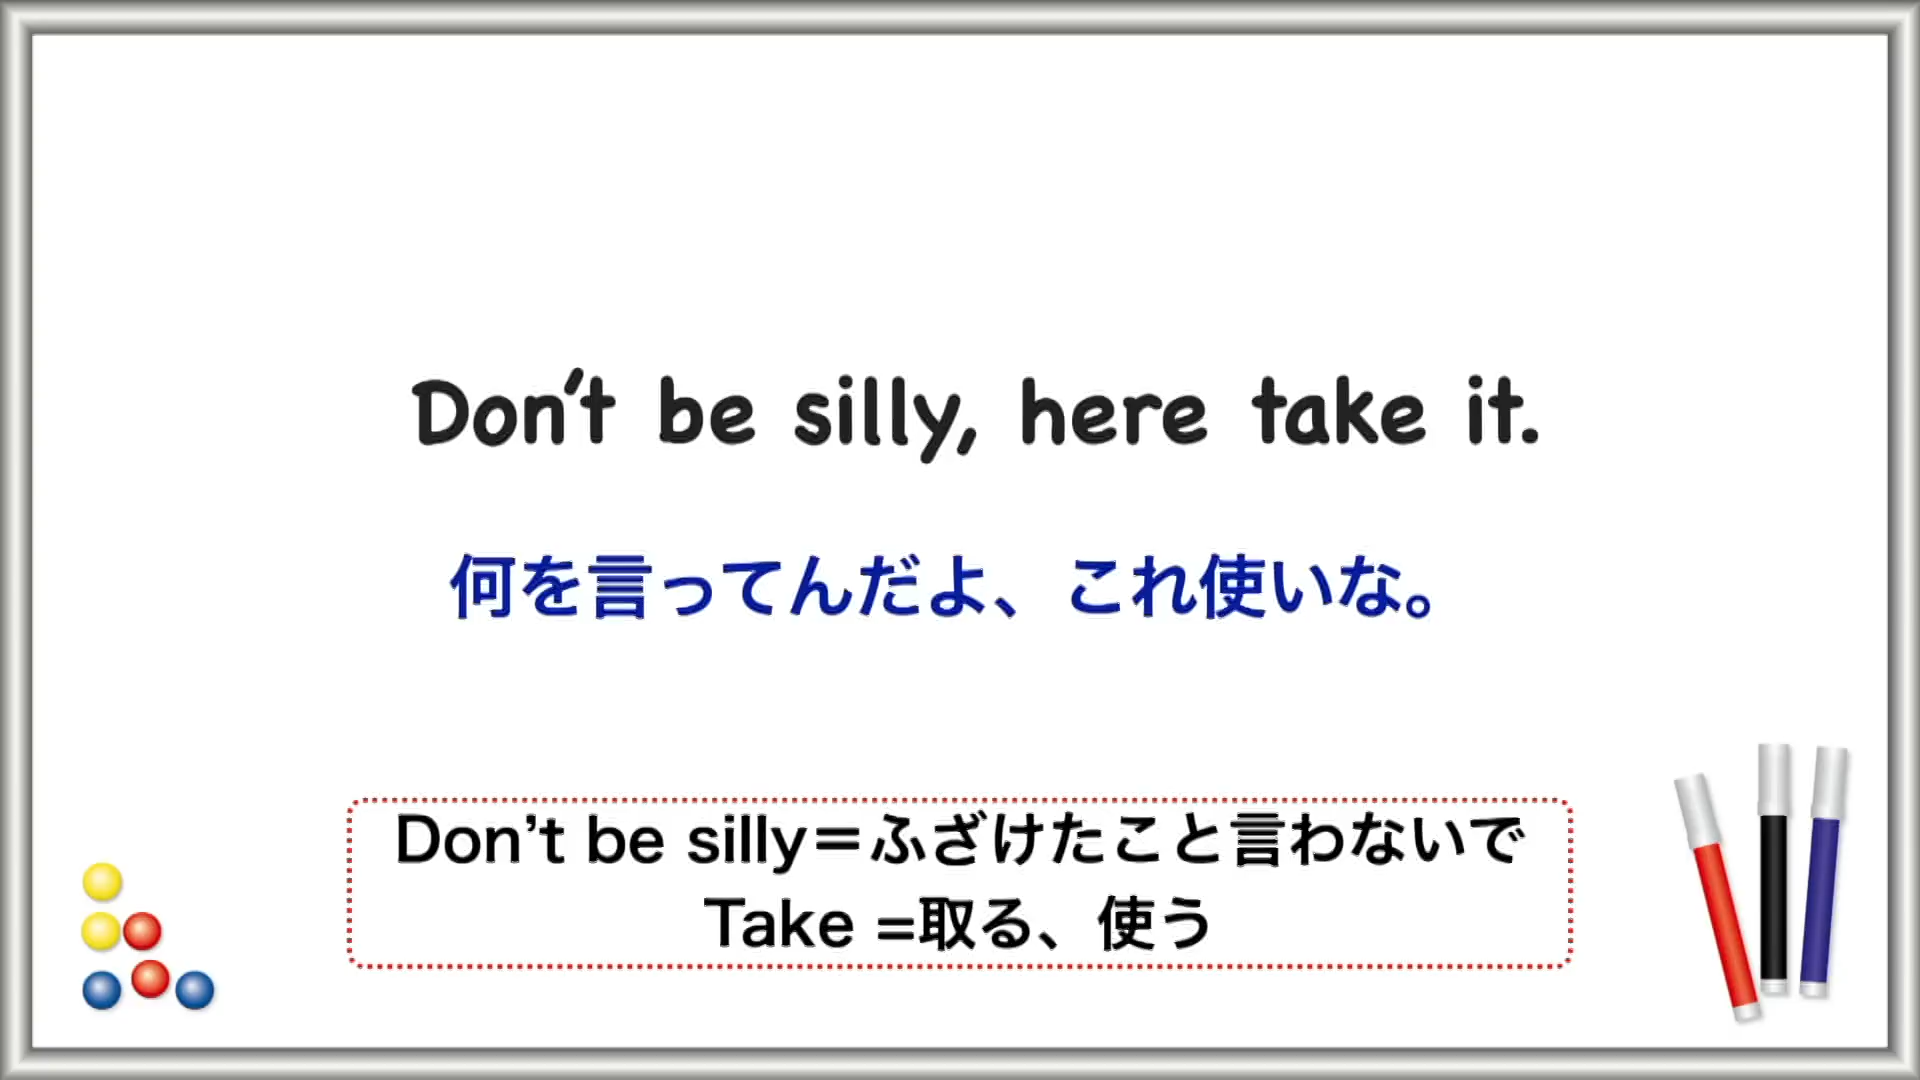 Don't be silly, here take it.
何を言ってんだよ、これ使いな。
Don't be silly＝ふざけたこと言わないで
Take =取る、使う